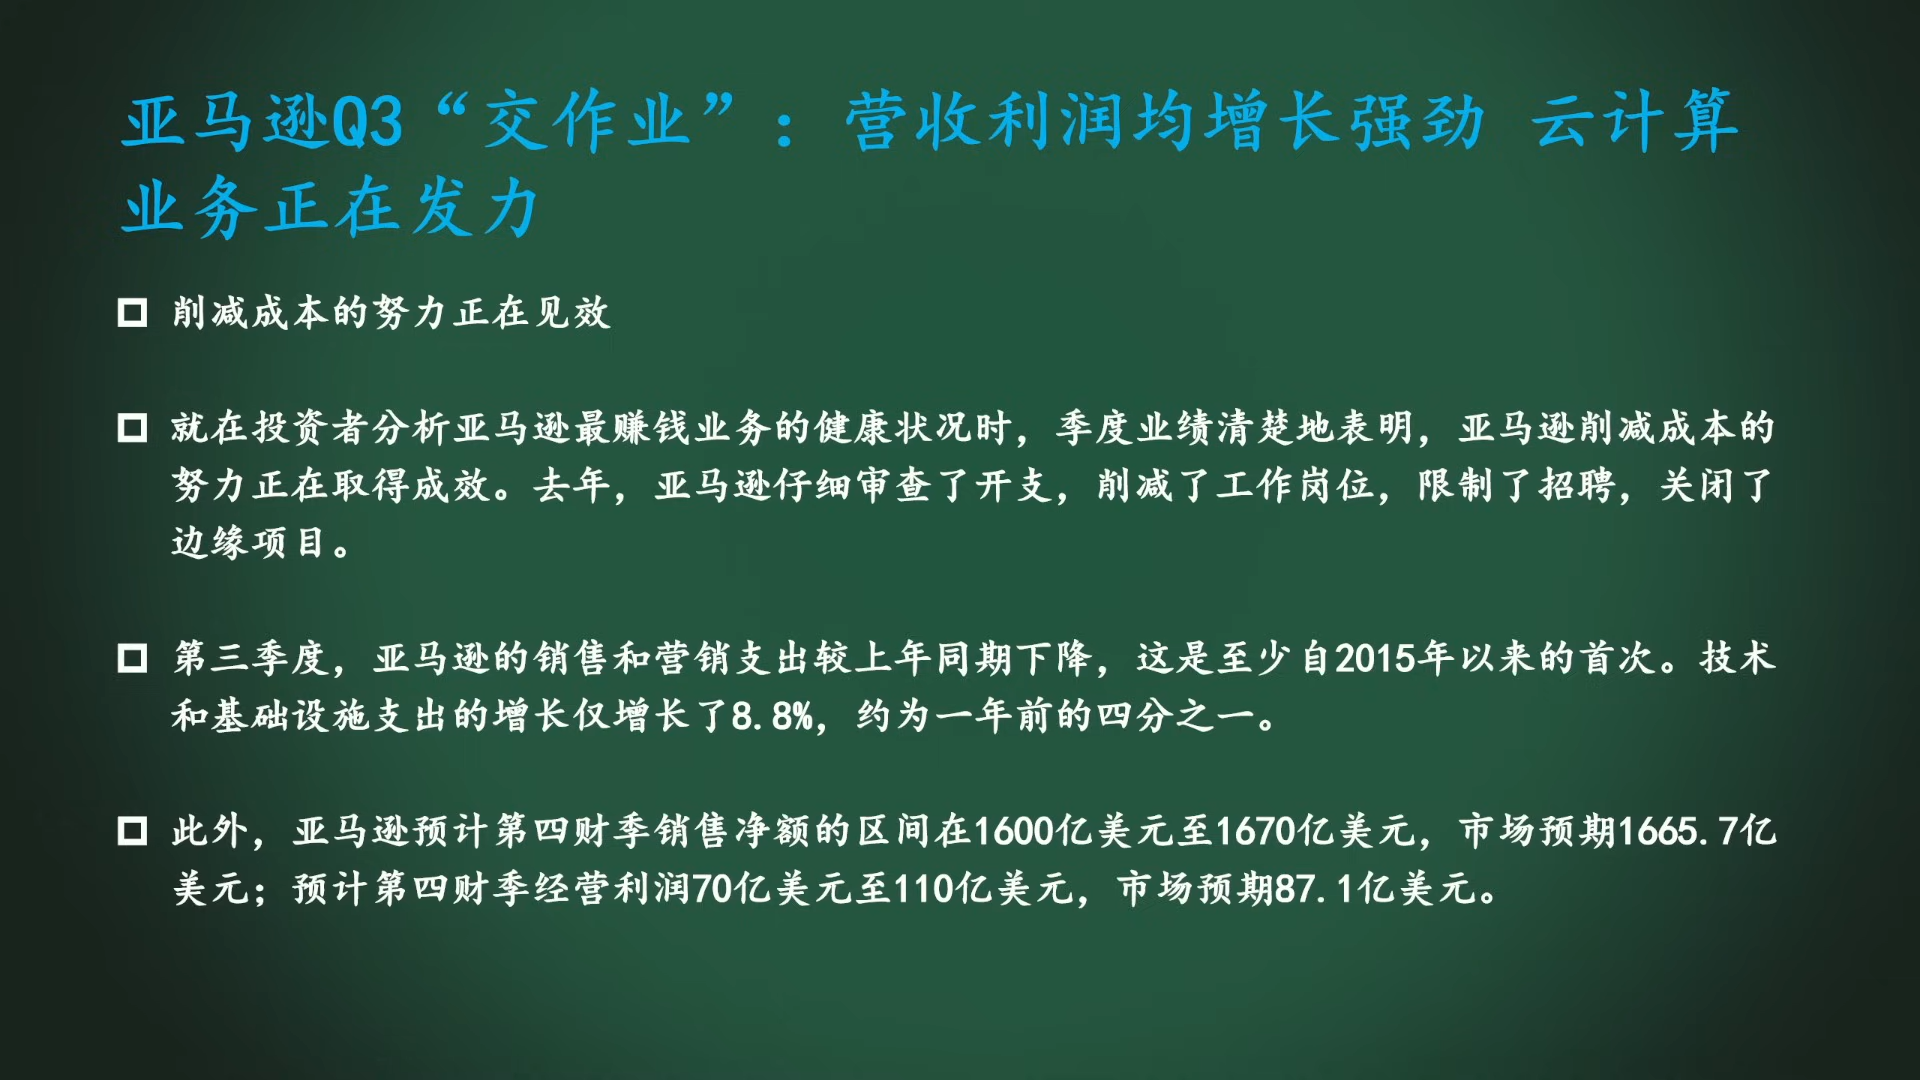 亚马逊Q3“交作业”：营收利润均增长强劲 云计算
业务正在发力
削减成本的努力正在见效
就在投资者分析亚马逊最赚钱业务的健康状况时，季度业绩清楚地表明，亚马逊削减成本的
努力正在取得成效。去年，亚马逊仔细审查了开支，削减了工作岗位，限制了招聘，关闭了
边缘项目。
第三季度，亚马逊的销售和营销支出较上年同期下降，这是至少自2015年以来的首次。技术
和基础设施支出的增长仅增长了8.8%，约为一年前的四分之一。
此外，亚马逊预计第四财季销售净额的区间在1600亿美元至1670亿美元，市场预期1665.7亿
美元；预计第四财季经营利润70亿美元至110亿美元，市场预期87.1亿美元。